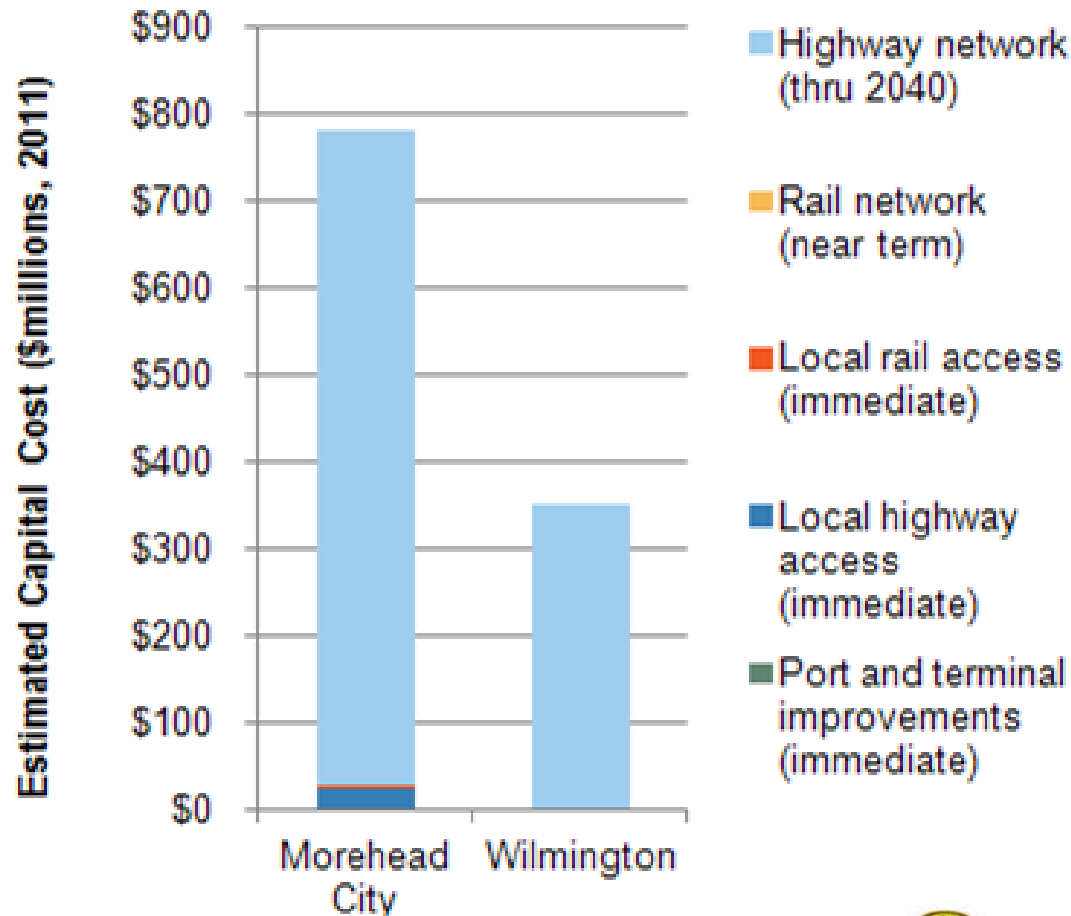 Estimated Capital Cost ($milllions, 2011)
$900
$800
$700
$600
$500
$400
$300
$200
$100
$0
Morehead
City
Wilmington
Highway network
(thru 2040)
Rail network
(near term)
Local rail access
(immediate)
Local highway
access
(immediate)
Port and terminal
improvements
(immediate)